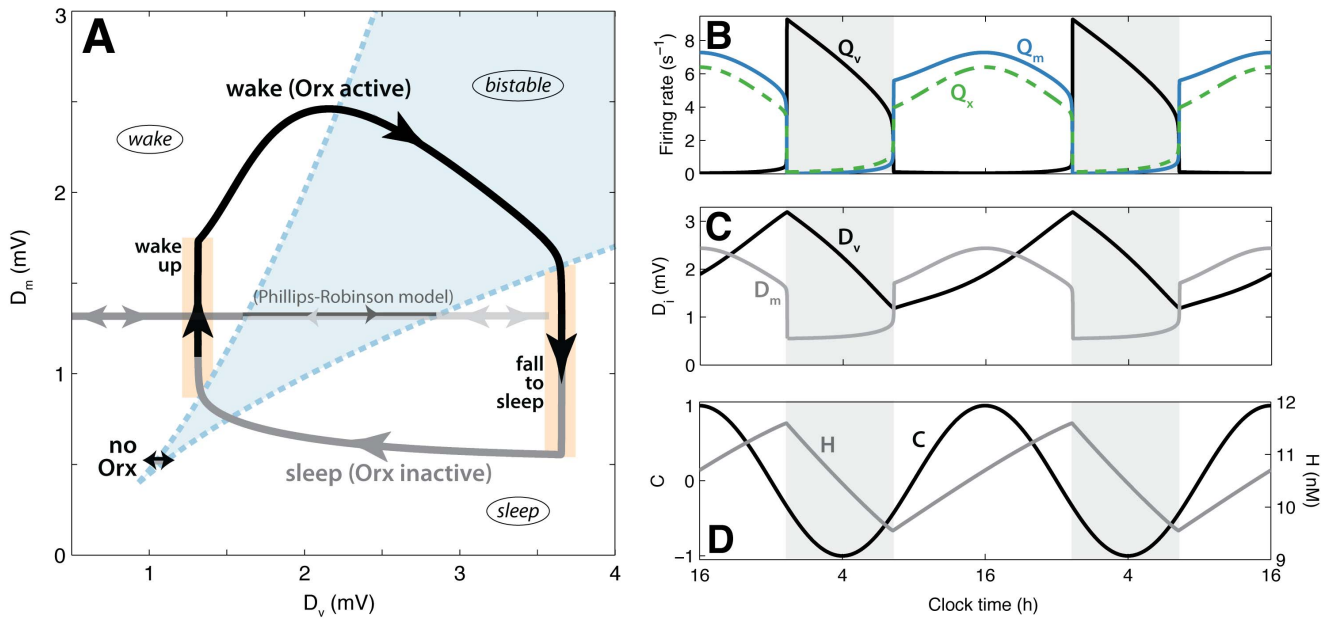 A
3
2
1
0
D_m (mV)
1
2
3
4
D_v (mV)
wake (Orx active)
bistable
wake
wake
up
(Phillips-Robinson model)
fall
to
sleep
no
Orx
sleep (Orx inactive)
sleep
B
8
6
4
2
0
Firing rate (s⁻¹)
Q_v
Q_m
Q_x
C
3
2
1
0
D_i (mV)
D_v
D_m
D
1
0
−1
C
H
C
12
11
10
9
H (nM)
16
4
16
4
16
Clock time (h)